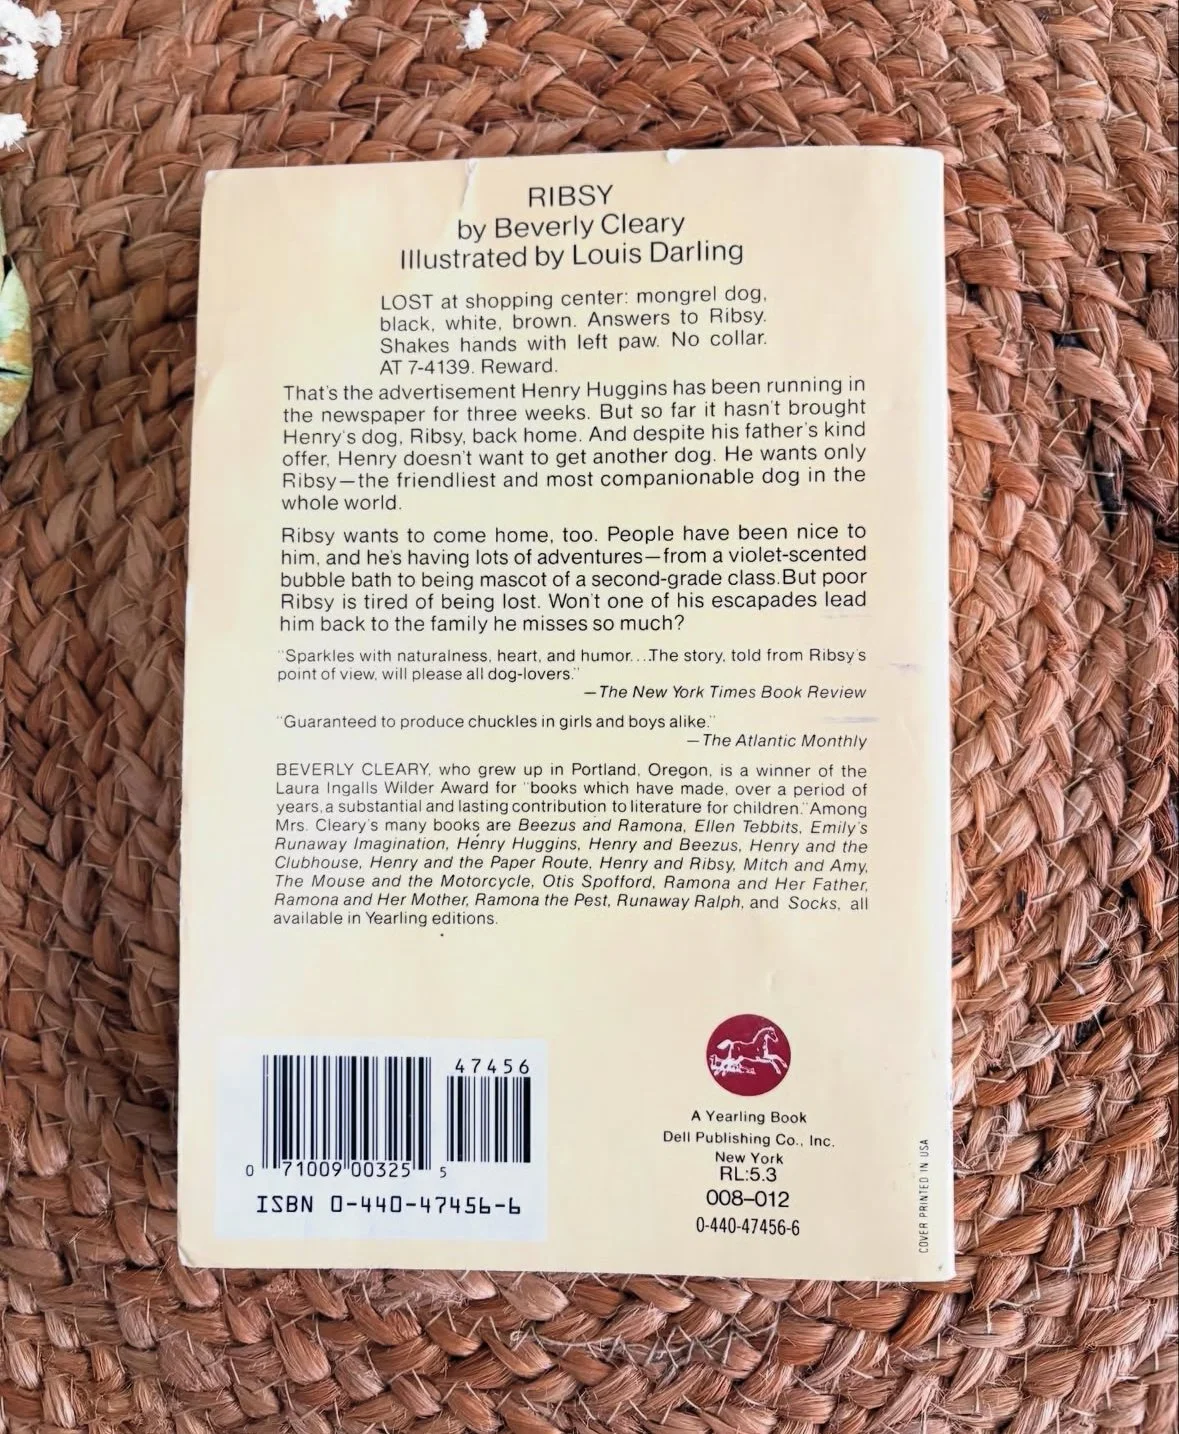 RIBSY
by Beverly Cleary
Illustrated by Louis Darling
LOST at shopping center: mongrel dog,
black, white, brown. Answers to Ribsy.
Shakes hands with left paw. No collar.
AT 7-4139. Reward.
That's the advertisement Henry Huggins has been running in
the newspaper for three weeks. But so far it hasn't brought
Henry's dog, Ribsy, back home. And despite his father's kind
offer, Henry doesn't want to get another dog. He wants only
Ribsy—the friendliest and most companionable dog in the
whole world.
Ribsy wants to come home, too. People have been nice to
him, and he's having lots of adventures—from a violet-scented
bubble bath to being mascot of a second-grade class.But poor
Ribsy is tired of being lost. Won't one of his escapades lead
him back to the family he misses so much?
"Sparkles with naturalness, heart, and humor....The story, told from Ribsy's
point of view, will please all dog-lovers."
—The New York Times Book Review
"Guaranteed to produce chuckles in girls and boys alike."
—The Atlantic Monthly
BEVERLY CLEARY, who grew up in Portland, Oregon, is a winner of the
Laura Ingalls Wilder Award for "books which have made, over a period of
years, a substantial and lasting contribution to literature for children." Among
Mrs. Cleary's many books are Beezus and Ramona, Ellen Tebbits, Emily's
Runaway Imagination, Henry Huggins, Henry and Beezus, Henry and the
Clubhouse, Henry and the Paper Route, Henry and Ribsy, Mitch and Amy,
The Mouse and the Motorcycle, Otis Spofford, Ramona and Her Father,
Ramona and Her Mother, Ramona the Pest, Runaway Ralph, and Socks, all
available in Yearling editions.
47456
0 71009 00325 5
ISBN 0-440-47456-6
A Yearling Book
Dell Publishing Co., Inc.
New York
RL:5.3
008–012
0-440-47456-6
COVER PRINTED IN USA